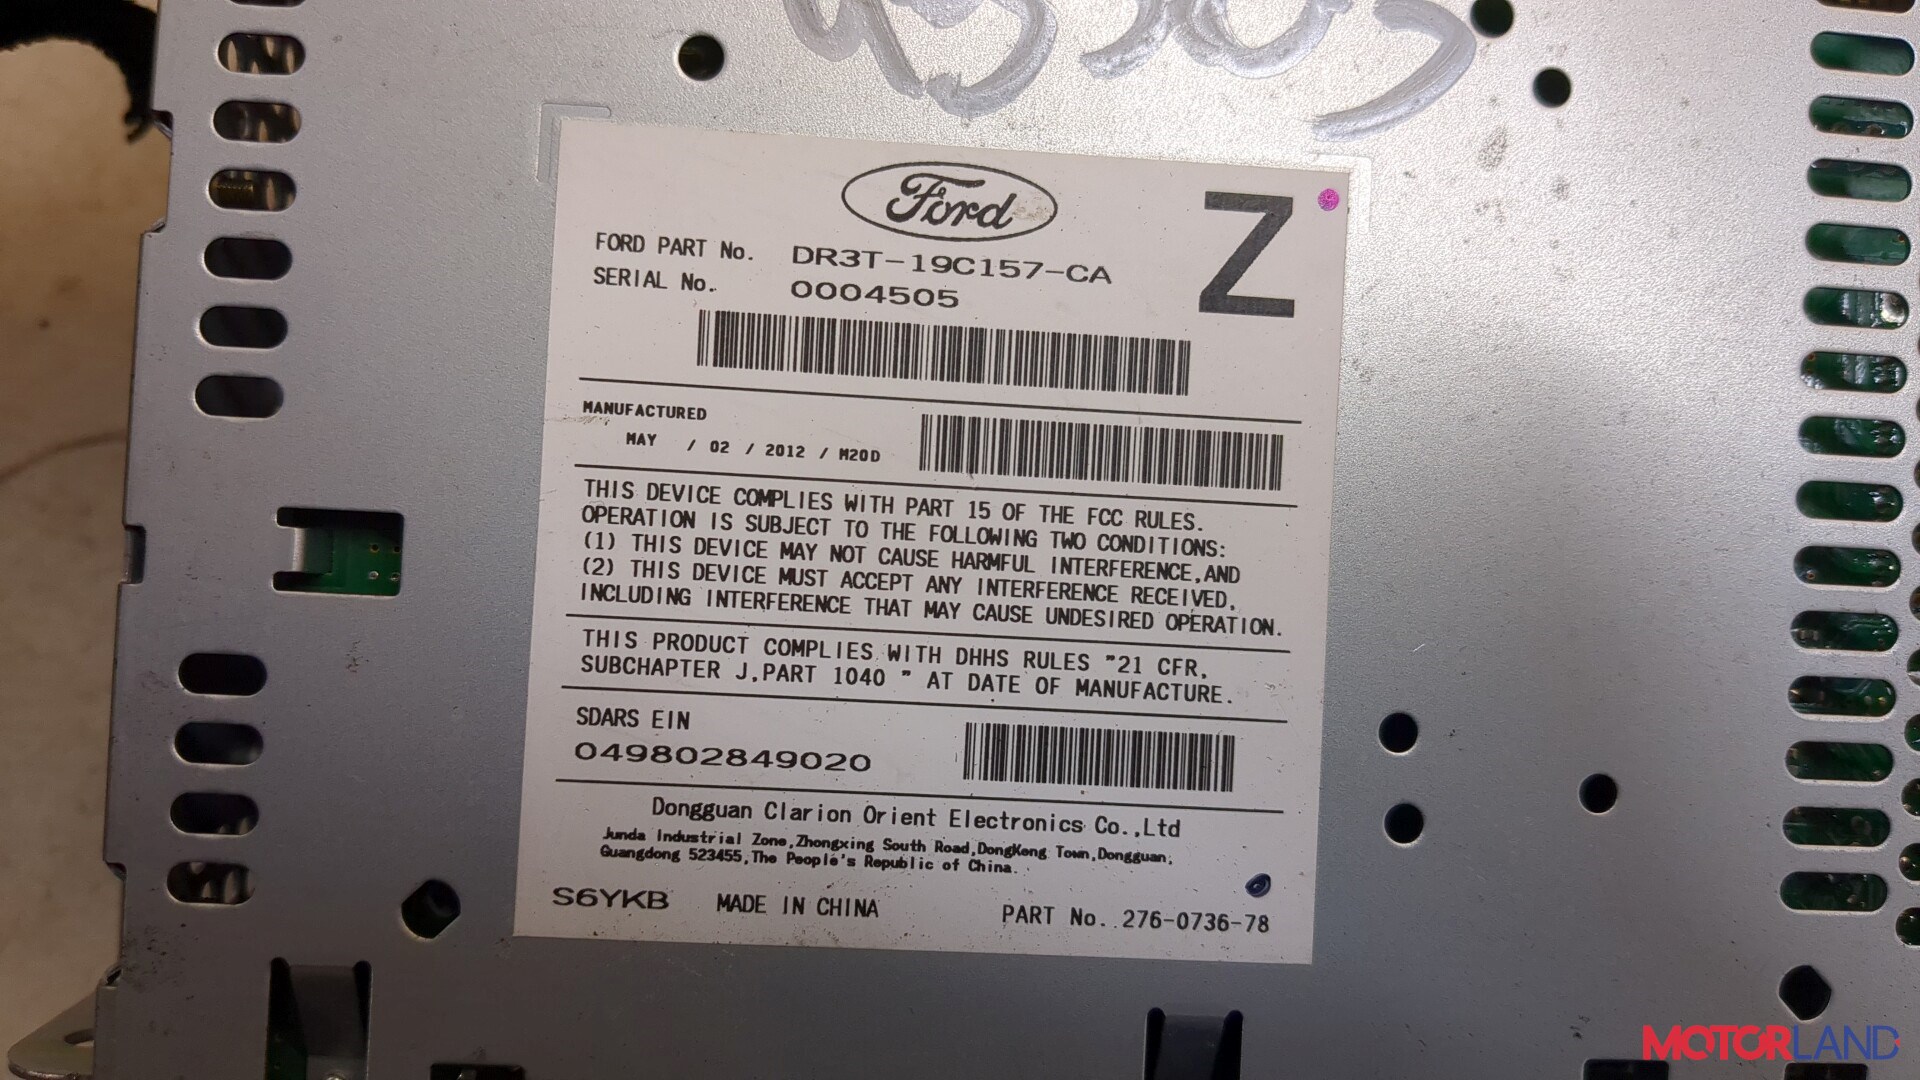 Ford
Z
FORD PART No. DR3T-19C157-CA
SERIAL No. 0004505
MANUFACTURED
MAY / 02 / 2012 / M20D
THIS DEVICE COMPLIES WITH PART 15 OF THE FCC RULES.
OPERATION IS SUBJECT TO THE FOLLOWING TWO CONDITIONS:
(1) THIS DEVICE MAY NOT CAUSE HARMFUL INTERFERENCE,AND
(2) THIS DEVICE MUST ACCEPT ANY INTERFERENCE RECEIVED,
INCLUDING INTERFERENCE THAT MAY CAUSE UNDESIRED OPERATION.
THIS PRODUCT COMPLIES WITH DHHS RULES "21 CFR,
SUBCHAPTER J,PART 1040 " AT DATE OF MANUFACTURE.
SDARS EIN
049802849020
Dongguan Clarion Orient Electronics Co.,Ltd
Junda Industrial Zone,Zhongxing South Road,DongKeng Town,Dongguan,
Guangdong 523455,The People's Republic of China.
S6YKB MADE IN CHINA PART No. 276-0736-78
MOTORLAND